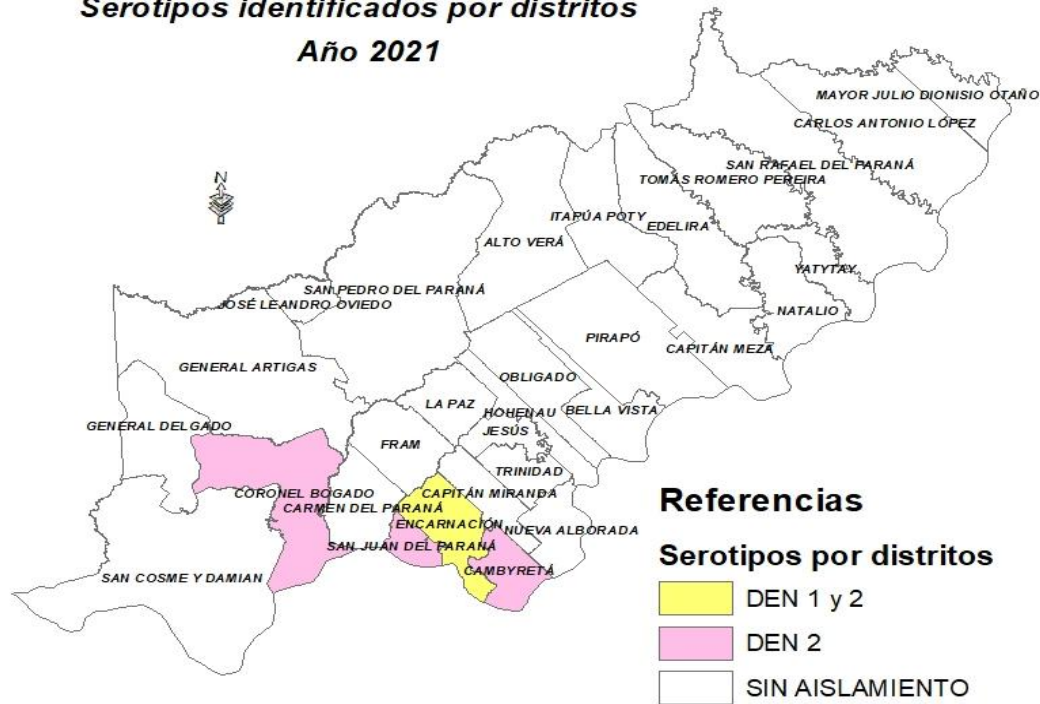 Serotipos identificados por distritos
Año 2021
N
MAYOR JULIO DIONISIO OTAÑO
CARLOS ANTONIO LÓPEZ
SAN RAFAEL DEL PARANÁ
TOMÁS ROMERO PEREIRA
ITAPÚA POTY
EDELIRA
ALTO VERÁ
YATYTAY
SAN PEDRO DEL PARANÁ
JOSÉ LEANDRO OVIEDO
NATALIO
PIRAPÓ
CAPITÁN MEZA
GENERAL ARTIGAS
OBLIGADO
LA PAZ
HOHENAU
BELLA VISTA
GENERAL DELGADO
JESÚS
FRAM
TRINIDAD
CORONEL BOGADO
CAPITÁN MIRANDA
CARMEN DEL PARANÁ
ENCARNACIÓN
NUEVA ALBORADA
SAN JUAN DEL PARANÁ
CAMBYRETÁ
SAN COSME Y DAMIAN
Referencias
Serotipos por distritos
DEN 1 y 2
DEN 2
SIN AISLAMIENTO